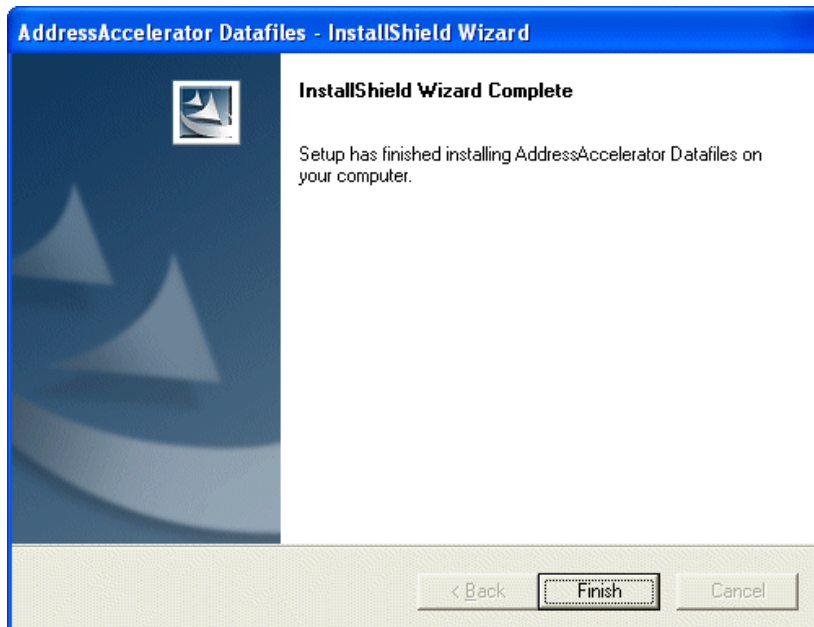 AddressAccelerator Datafiles - InstallShield Wizard
InstallShield Wizard Complete
Setup has finished installing AddressAccelerator Datafiles on
your computer.
< Back
Finish
Cancel